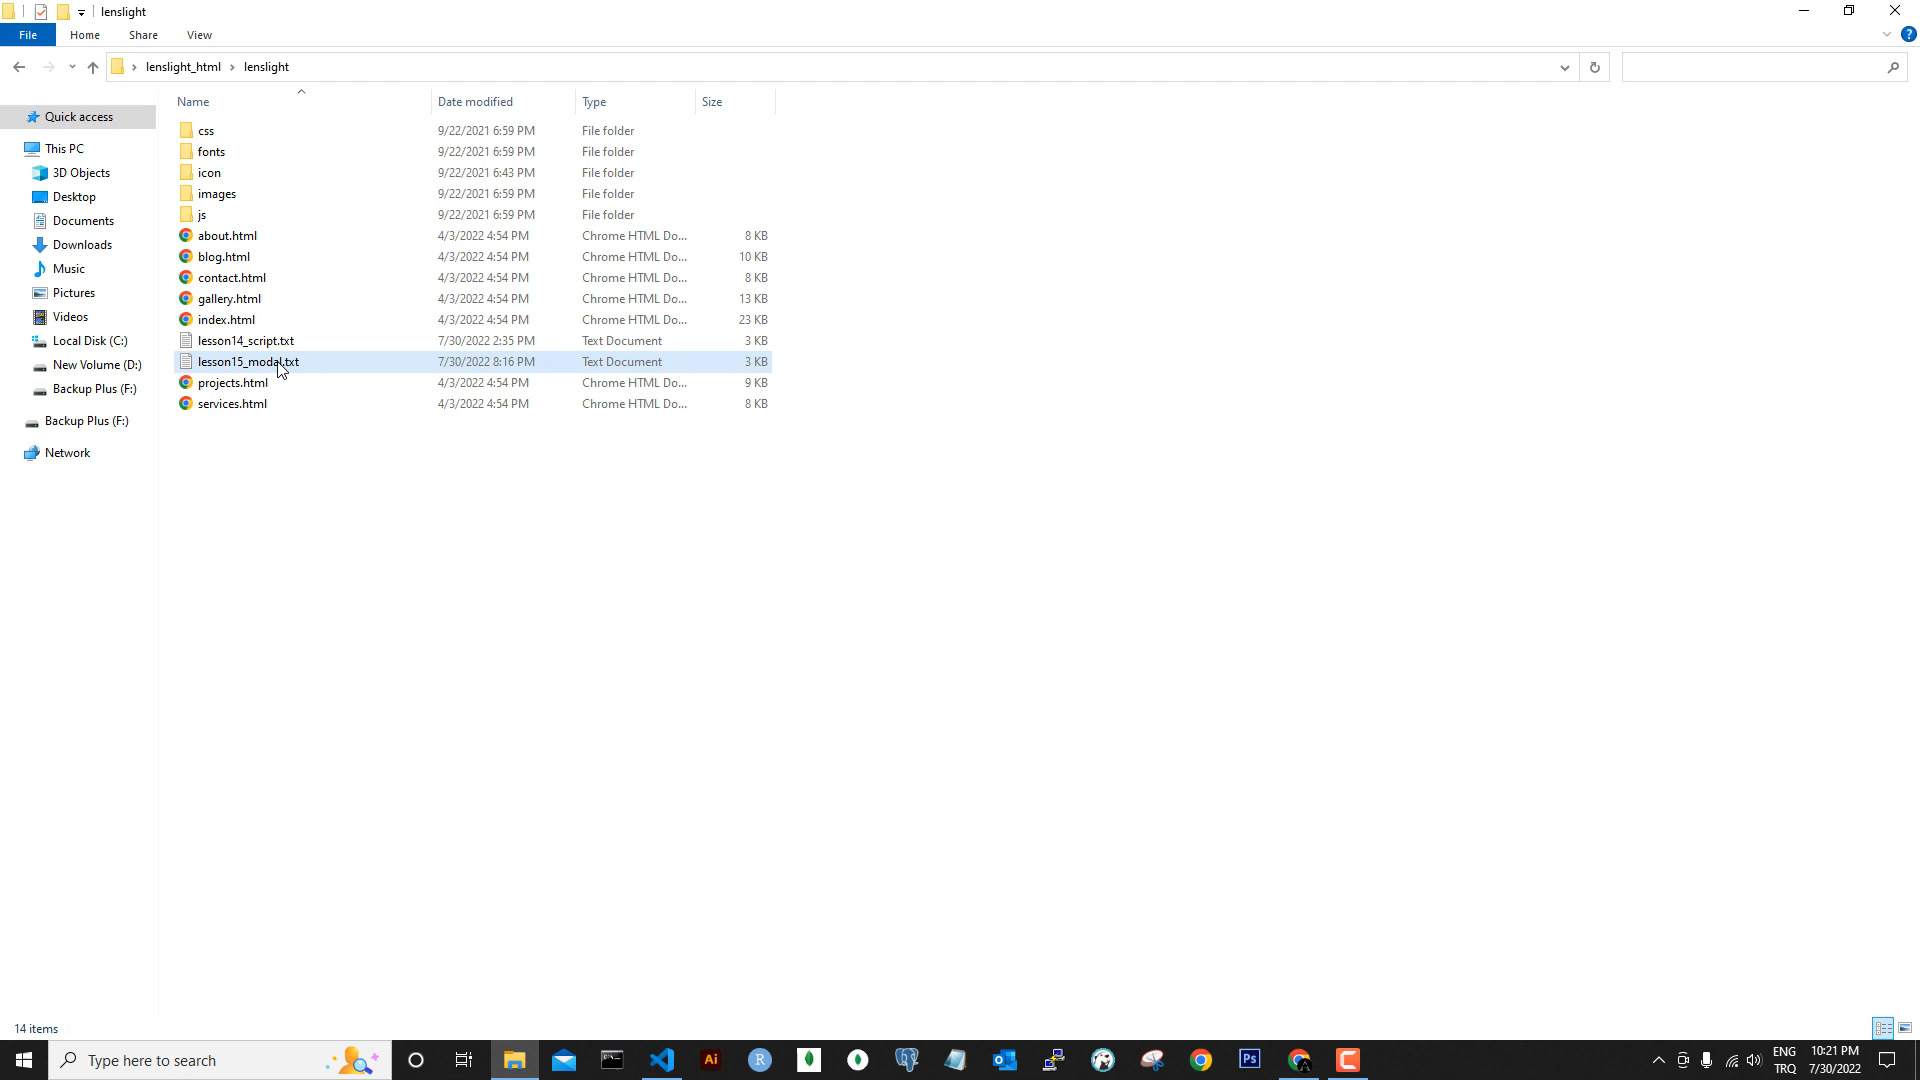 lenslight
File Home Share View
lenslight_html lenslight
Name Date modified Type Size
Quick access
This PC
3D Objects
Desktop
Documents
Downloads
Music
Pictures
Videos
Local Disk (C:)
New Volume (D:)
Backup Plus (F:)
Backup Plus (F:)
Network
css 9/22/2021 6:59 PM File folder
fonts 9/22/2021 6:59 PM File folder
icon 9/22/2021 6:43 PM File folder
images 9/22/2021 6:59 PM File folder
js 9/22/2021 6:59 PM File folder
about.html 4/3/2022 4:54 PM Chrome HTML Do... 8 KB
blog.html 4/3/2022 4:54 PM Chrome HTML Do... 10 KB
contact.html 4/3/2022 4:54 PM Chrome HTML Do... 8 KB
gallery.html 4/3/2022 4:54 PM Chrome HTML Do... 13 KB
index.html 4/3/2022 4:54 PM Chrome HTML Do... 23 KB
lesson14_script.txt 7/30/2022 2:35 PM Text Document 3 KB
lesson15_modal.txt 7/30/2022 8:16 PM Text Document 3 KB
projects.html 4/3/2022 4:54 PM Chrome HTML Do... 9 KB
services.html 4/3/2022 4:54 PM Chrome HTML Do... 8 KB
14 items
Type here to search
Ai
R
Ps
ENG
TRQ
10:21 PM
7/30/2022